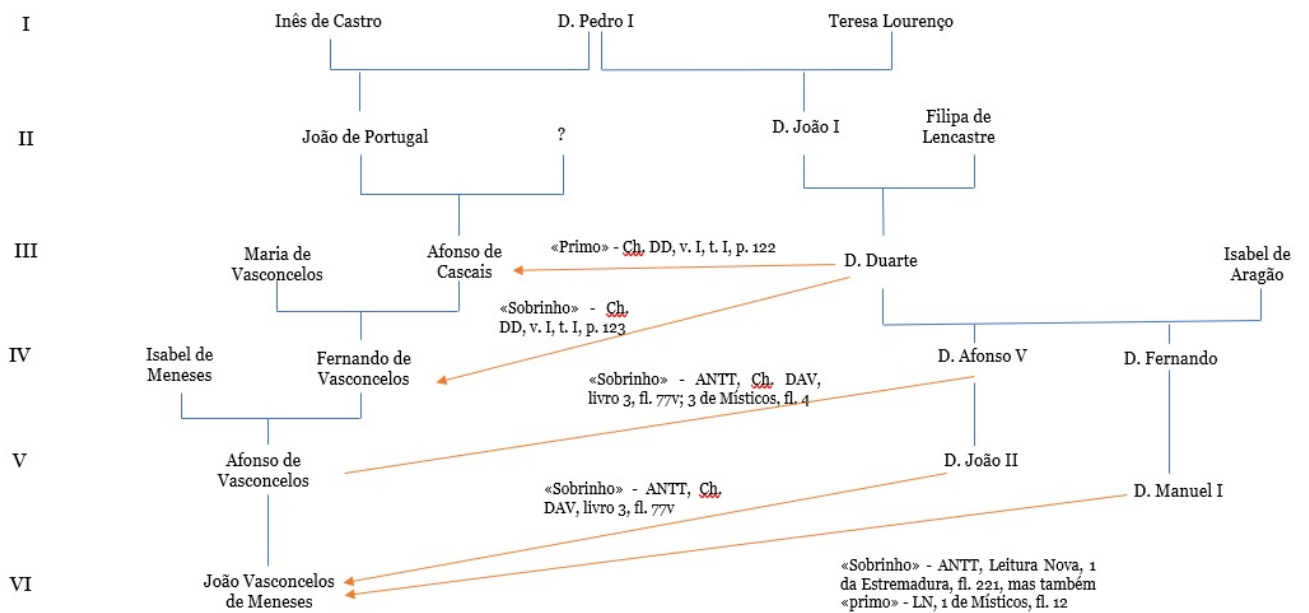 I
Inês de Castro
D. Pedro I
Teresa Lourenço
II
João de Portugal
?
D. João I
Filipa de
Lencastre
III
Maria de
Vasconcelos
Afonso de
Cascais
«Primo» - Ch. DD, v. I, t. I, p. 122
D. Duarte
Isabel de
Aragão
«Sobrinho» - Ch.
DD, v. I, t. I, p. 123
IV
Isabel de
Meneses
Fernando de
Vasconcelos
D. Afonso V
D. Fernando
«Sobrinho» - ANTT, Ch. DAV,
livro 3, fl. 77v; 3 de Místicos, fl. 4
V
Afonso de
Vasconcelos
D. João II
«Sobrinho» - ANTT, Ch.
DAV, livro 3, fl. 77v
D. Manuel I
VI
João Vasconcelos
de Meneses
«Sobrinho» - ANTT, Leitura Nova, 1
da Estremadura, fl. 221, mas também
«primo» - LN, 1 de Místicos, fl. 12